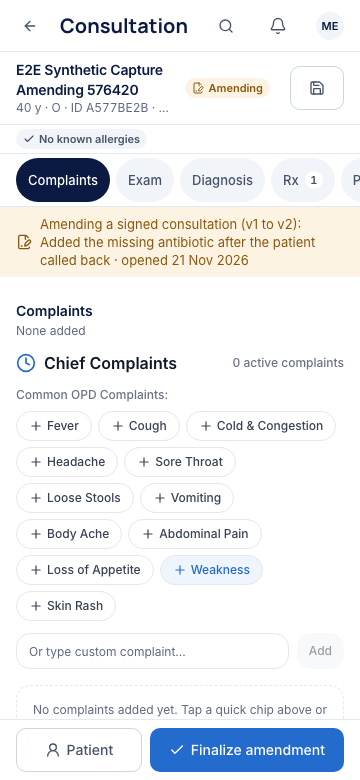 Consultation
ME
E2E Synthetic Capture
Amending 576420
40 y · O · ID A577BE2B · ...
Amending
No known allergies
Complaints
Exam
Diagnosis
Rx 1
Amending a signed consultation (v1 to v2):
Added the missing antibiotic after the patient
called back · opened 21 Nov 2026
Complaints
None added
Chief Complaints
0 active complaints
Common OPD Complaints:
Fever
Cough
Cold & Congestion
Headache
Sore Throat
Loose Stools
Vomiting
Body Ache
Abdominal Pain
Loss of Appetite
Weakness
Skin Rash
Or type custom complaint...
Add
No complaints added yet. Tap a quick chip above or
Patient
Finalize amendment